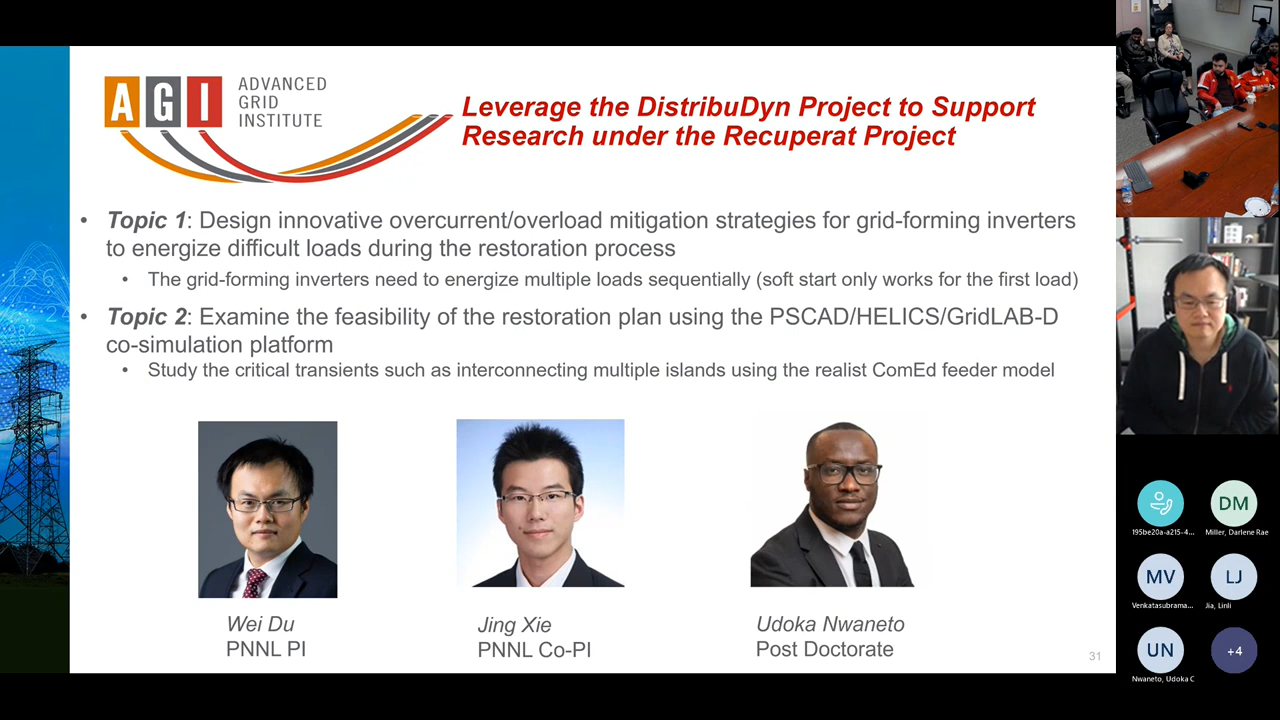 AGI
ADVANCED
GRID
INSTITUTE
Leverage the DistribuDyn Project to Support
Research under the Recuperat Project
• Topic 1: Design innovative overcurrent/overload mitigation strategies for grid-forming inverters
to energize difficult loads during the restoration process
• The grid-forming inverters need to energize multiple loads sequentially (soft start only works for the first load)
• Topic 2: Examine the feasibility of the restoration plan using the PSCAD/HELICS/GridLAB-D
co-simulation platform
• Study the critical transients such as interconnecting multiple islands using the realist ComEd feeder model
Wei Du
PNNL PI
Jing Xie
PNNL Co-PI
Udoka Nwaneto
Post Doctorate
31
195be20a-a215-4...
DM
Miller, Darlene Rae
MV
Venkatasubrama...
LJ
Jia, Linli
UN
Nwaneto, Udoka C
+4